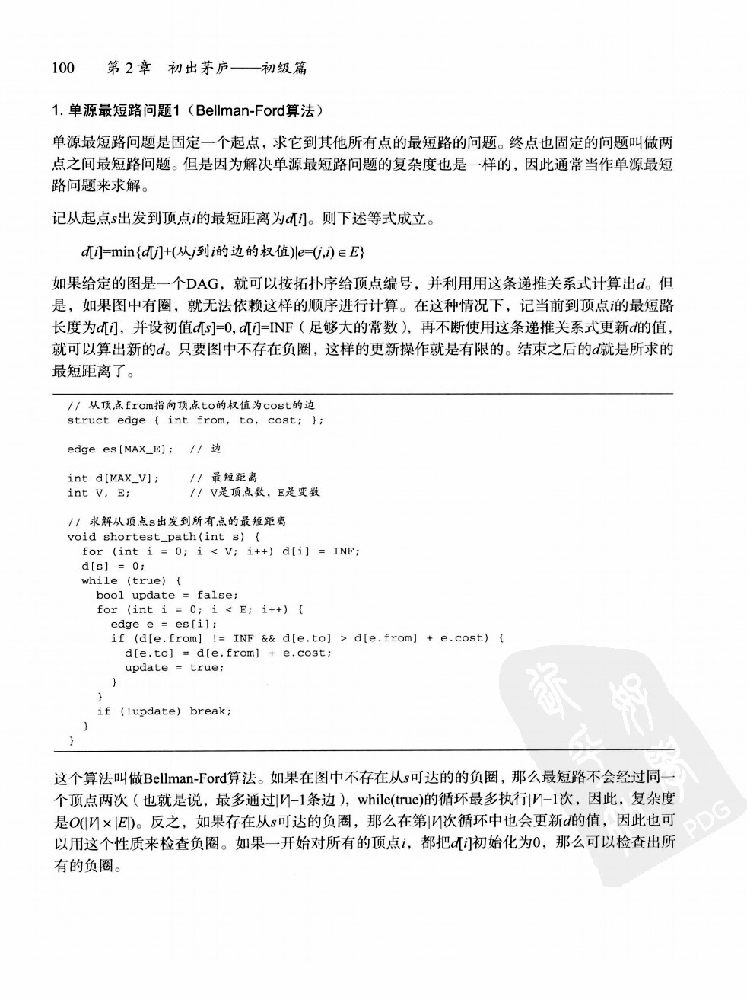 100 第2章 初出茅庐——初级篇
1. 单源最短路问题1（Bellman-Ford算法）
单源最短路问题是固定一个起点，求它到其他所有点的最短路的问题。终点也固定的问题叫做两
点之间最短路问题。但是因为解决单源最短路问题的复杂度也是一样的，因此通常当作单源最短
路问题来求解。
记从起点s出发到顶点i的最短距离为d[i]。则下述等式成立。
d[i]=min{d[j]+(从j到i的边的权值)|e=(j,i)∈E}
如果给定的图是一个DAG，就可以按拓扑序给顶点编号，并利用用这条递推关系式计算出d。但
是，如果图中有圈，就无法依赖这样的顺序进行计算。在这种情况下，记当前到顶点i的最短路
长度为d[i]，并设初值d[s]=0, d[i]=INF（足够大的常数），再不断使用这条递推关系式更新d的值，
就可以算出新的d。只要图中不存在负圈，这样的更新操作就是有限的。结束之后的d就是所求的
最短距离了。
// 从顶点from指向顶点to的权值为cost的边
struct edge { int from, to, cost; };
edge es[MAX_E]; // 边
int d[MAX_V]; // 最短距离
int V, E; // V是顶点数，E是变数
// 求解从顶点s出发到所有点的最短距离
void shortest_path(int s) {
for (int i = 0; i < V; i++) d[i] = INF;
d[s] = 0;
while (true) {
bool update = false;
for (int i = 0; i < E; i++) {
edge e = es[i];
if (d[e.from] != INF && d[e.to] > d[e.from] + e.cost) {
d[e.to] = d[e.from] + e.cost;
update = true;
}
}
if (!update) break;
}
}
这个算法叫做Bellman-Ford算法。如果在图中不存在从s可达的的负圈，那么最短路不会经过同一
个顶点两次（也就是说，最多通过|V|−1条边），while(true)的循环最多执行|V|−1次，因此，复杂度
是O(|V| × |E|)。反之，如果存在从s可达的负圈，那么在第|V|次循环中也会更新d的值，因此也可
以用这个性质来检查负圈。如果一开始对所有的顶点i，都把d[i]初始化为0，那么可以检查出所
有的负圈。
PDG